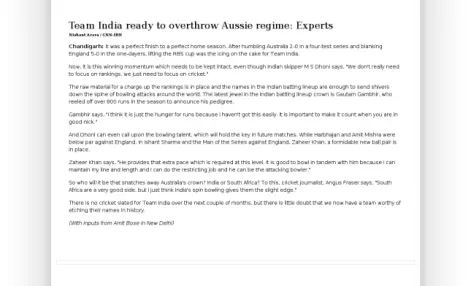 Team India ready to overthrow Aussie regime: Experts
Nishant Arora / CNN-IBN
Chandigarh: It was a perfect finish to a perfect home season. After humbling Australia 2-0 in a four-test series and blanking
England 5-0 in the one-dayers, lifting the RBS cup was the icing on the cake for Team India.
Now, it is this winning momentum which needs to be kept intact, even though Indian skipper M S Dhoni says, "We don't really need
to focus on rankings, we just need to focus on cricket."
The raw material for a charge up the rankings is in place and the names in the Indian batting lineup are enough to send shivers
down the spine of bowling attacks around the world. The latest jewel in the Indian batting lineup crown is Gautam Gambhir, who
reeled off over 800 runs in the season to announce his pedigree.
Gambhir says, "I think it is just the hunger for runs because I haven't got this easily. It is important to make it count when you are in
good nick."
And Dhoni can even call upon the bowling talent, which will hold the key in future matches. While Harbhajan and Amit Mishra were
below par against England, in Ishant Sharma and the Man of the Series against England, Zaheer Khan, a formidable new ball pair is
in place.
Zaheer Khan says, "He provides that extra pace which is required at this level. It is good to bowl in tandem with him because I can
maintain my line and length and I can do the restricting job and he can be the attacking bowler."
So who will it be that snatches away Australia's crown? India or South Africa? To this, cricket journalist, Angus Fraser says, "South
Africa are a very good side, but I just think India's spin bowling gives them the slight edge."
There is no cricket slated for Team India over the next couple of months, but there is little doubt that we now have a team worthy of
etching their names in history.
(With inputs from Amit Bose in New Delhi)